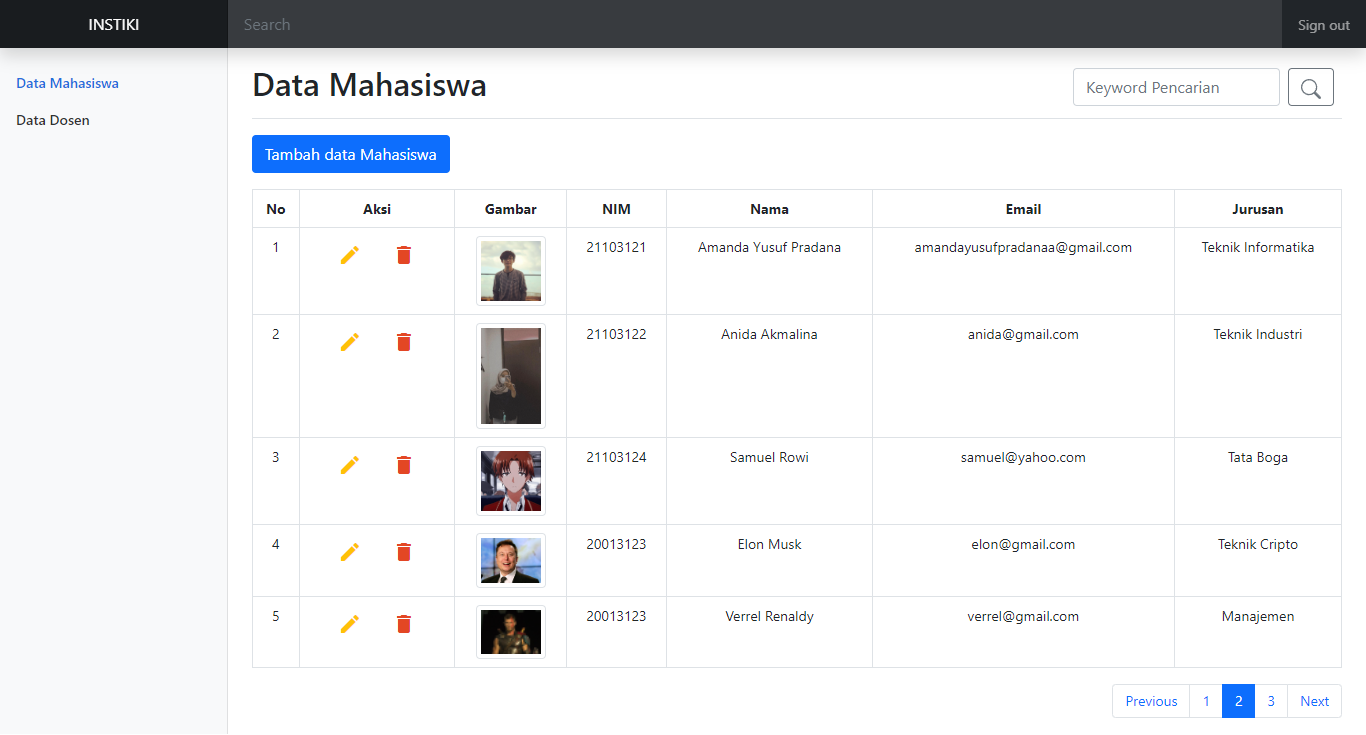 INSTIKI Search Sign out
Data Mahasiswa
Data Dosen
Data Mahasiswa Keyword Pencarian
Tambah data Mahasiswa
No Aksi Gambar NIM Nama Email Jurusan
1 21103121 Amanda Yusuf Pradana amandayusufpradanaa@gmail.com Teknik Informatika
2 21103122 Anida Akmalina anida@gmail.com Teknik Industri
3 21103124 Samuel Rowi samuel@yahoo.com Tata Boga
4 20013123 Elon Musk elon@gmail.com Teknik Cripto
5 20013123 Verrel Renaldy verrel@gmail.com Manajemen
Previous 1 2 3 Next